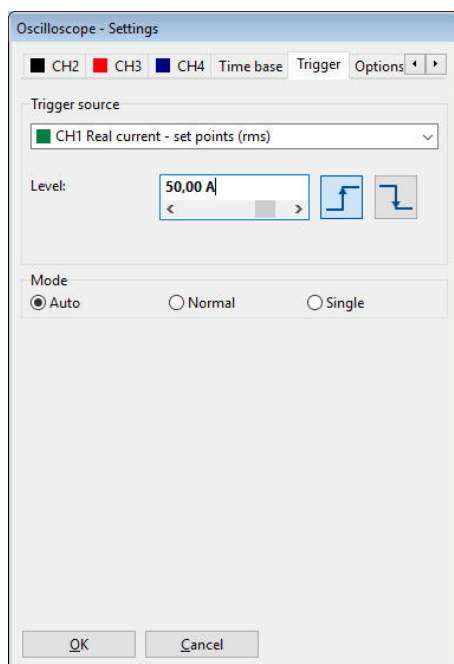 Oscilloscope - Settings
CH2 CH3 CH4 Time base Trigger Options
Trigger source
CH1 Real current - set points (rms)
Level: 50,00 A
Mode
Auto Normal Single
OK Cancel